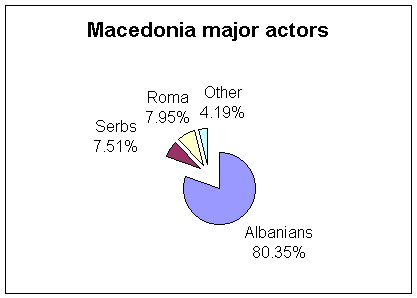 Macedonia major actors
Other
4.19%
Roma
7.95%
Serbs
7.51%
Albanians
80.35%